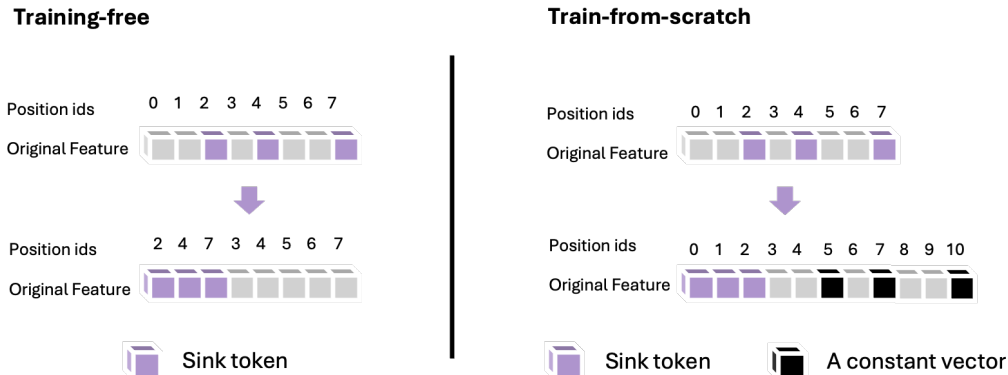 Training-free
Position ids 0 1 2 3 4 5 6 7
Original Feature
Position ids 2 4 7 3 4 5 6 7
Original Feature
Sink token
Train-from-scratch
Position ids 0 1 2 3 4 5 6 7
Original Feature
Position ids 0 1 2 3 4 5 6 7 8 9 10
Original Feature
Sink token
A constant vector